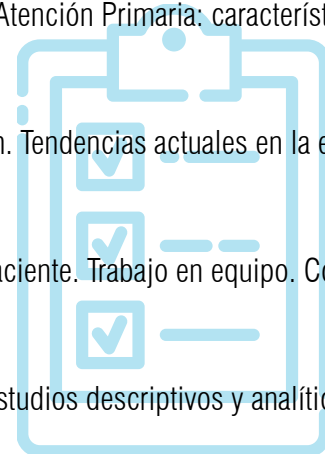 Atención Primaria: característ
n. Tendencias actuales en la e
aciente. Trabajo en equipo. Co
studios descriptivos y analític